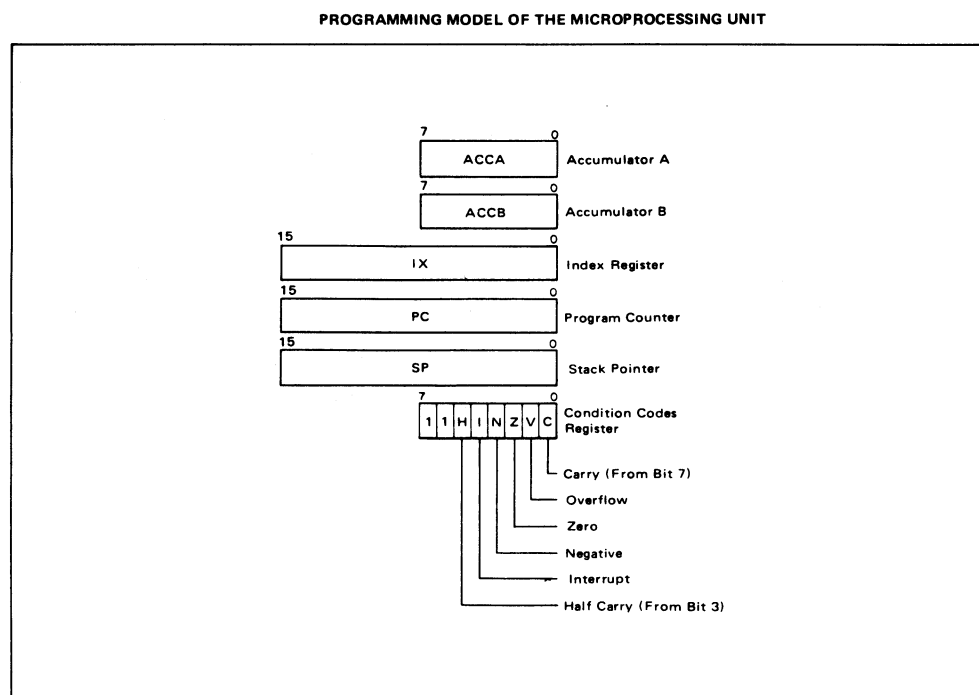 PROGRAMMING MODEL OF THE MICROPROCESSING UNIT
7 0
ACCA Accumulator A
7 0
ACCB Accumulator B
15 0
IX Index Register
15 0
PC Program Counter
15 0
SP Stack Pointer
7 0
1 1 H I N Z V C Condition Codes
Register
Carry (From Bit 7)
Overflow
Zero
Negative
Interrupt
Half Carry (From Bit 3)